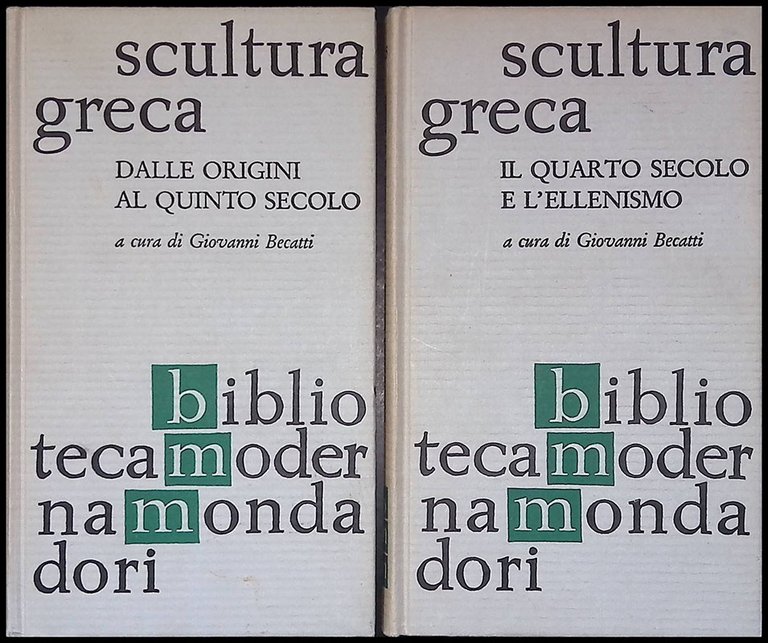 scultura
greca
DALLE ORIGINI
AL QUINTO SECOLO
a cura di Giovanni Becatti
biblio
tecamoder
namonda
dori
scultura
greca
IL QUARTO SECOLO
E L'ELLENISMO
a cura di Giovanni Becatti
biblio
tecamoder
namonda
dori